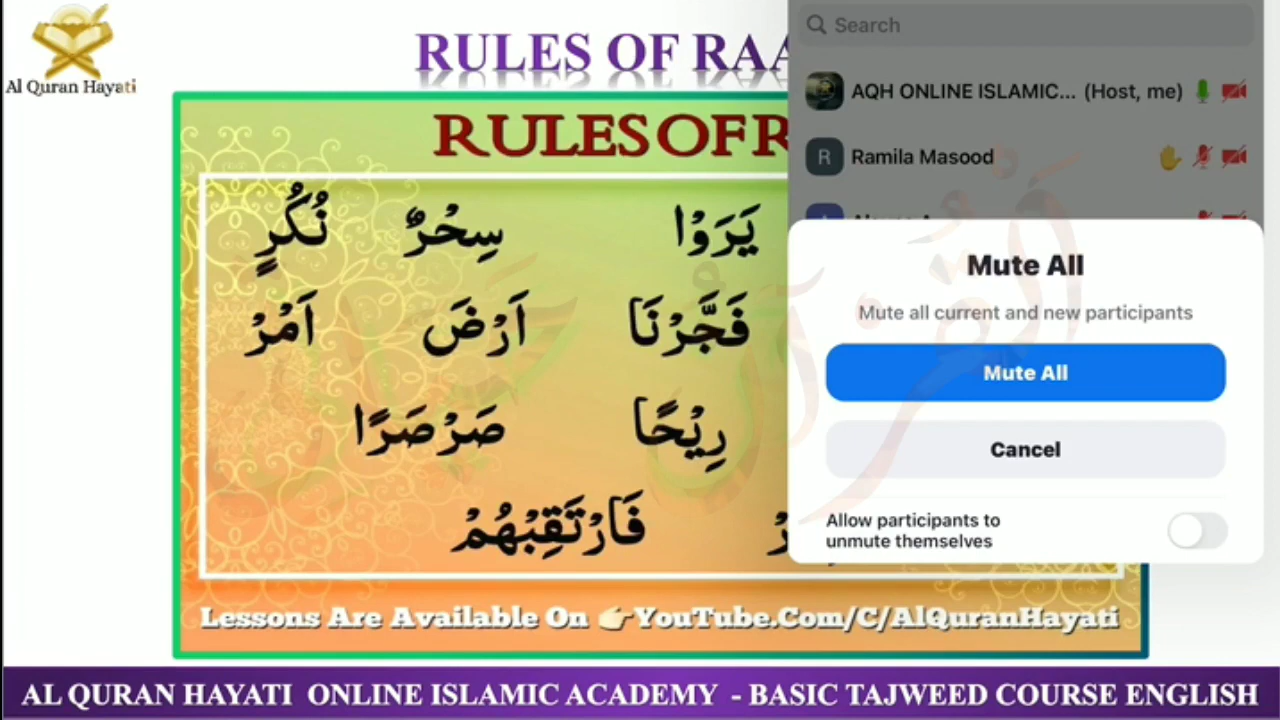 Al Quran Hayati
RULES OF RAA
RULES OF R
يَرَوْا سِحْرٌ نُكُرٍ
فَجَّرْنَا اَرْضَ اَمْرْ
رِيْحًا صَرْصَرًا
فَارْتَقِبْهُمْ
Lessons Are Available On 👉YouTube.Com/C/AlQuranHayati
AL QURAN HAYATI ONLINE ISLAMIC ACADEMY - BASIC TAJWEED COURSE ENGLISH
Search
AQH ONLINE ISLAMIC... (Host, me)
R Ramila Masood
Mute All
Mute all current and new participants
Mute All
Cancel
Allow participants to
unmute themselves